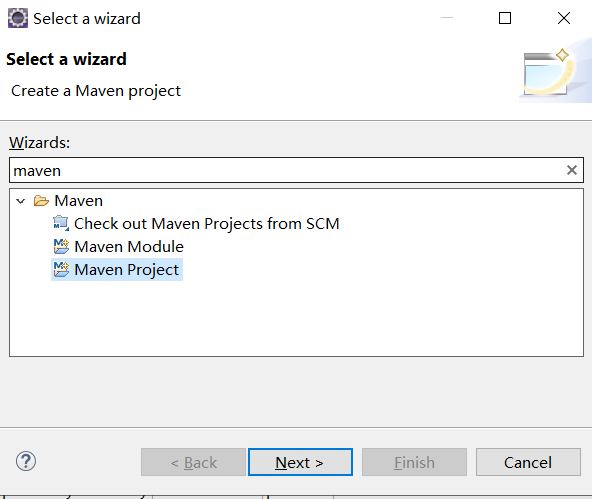 Select a wizard
Select a wizard
Create a Maven project
Wizards:
maven
Maven
Check out Maven Projects from SCM
Maven Module
Maven Project
< Back Next > Finish Cancel